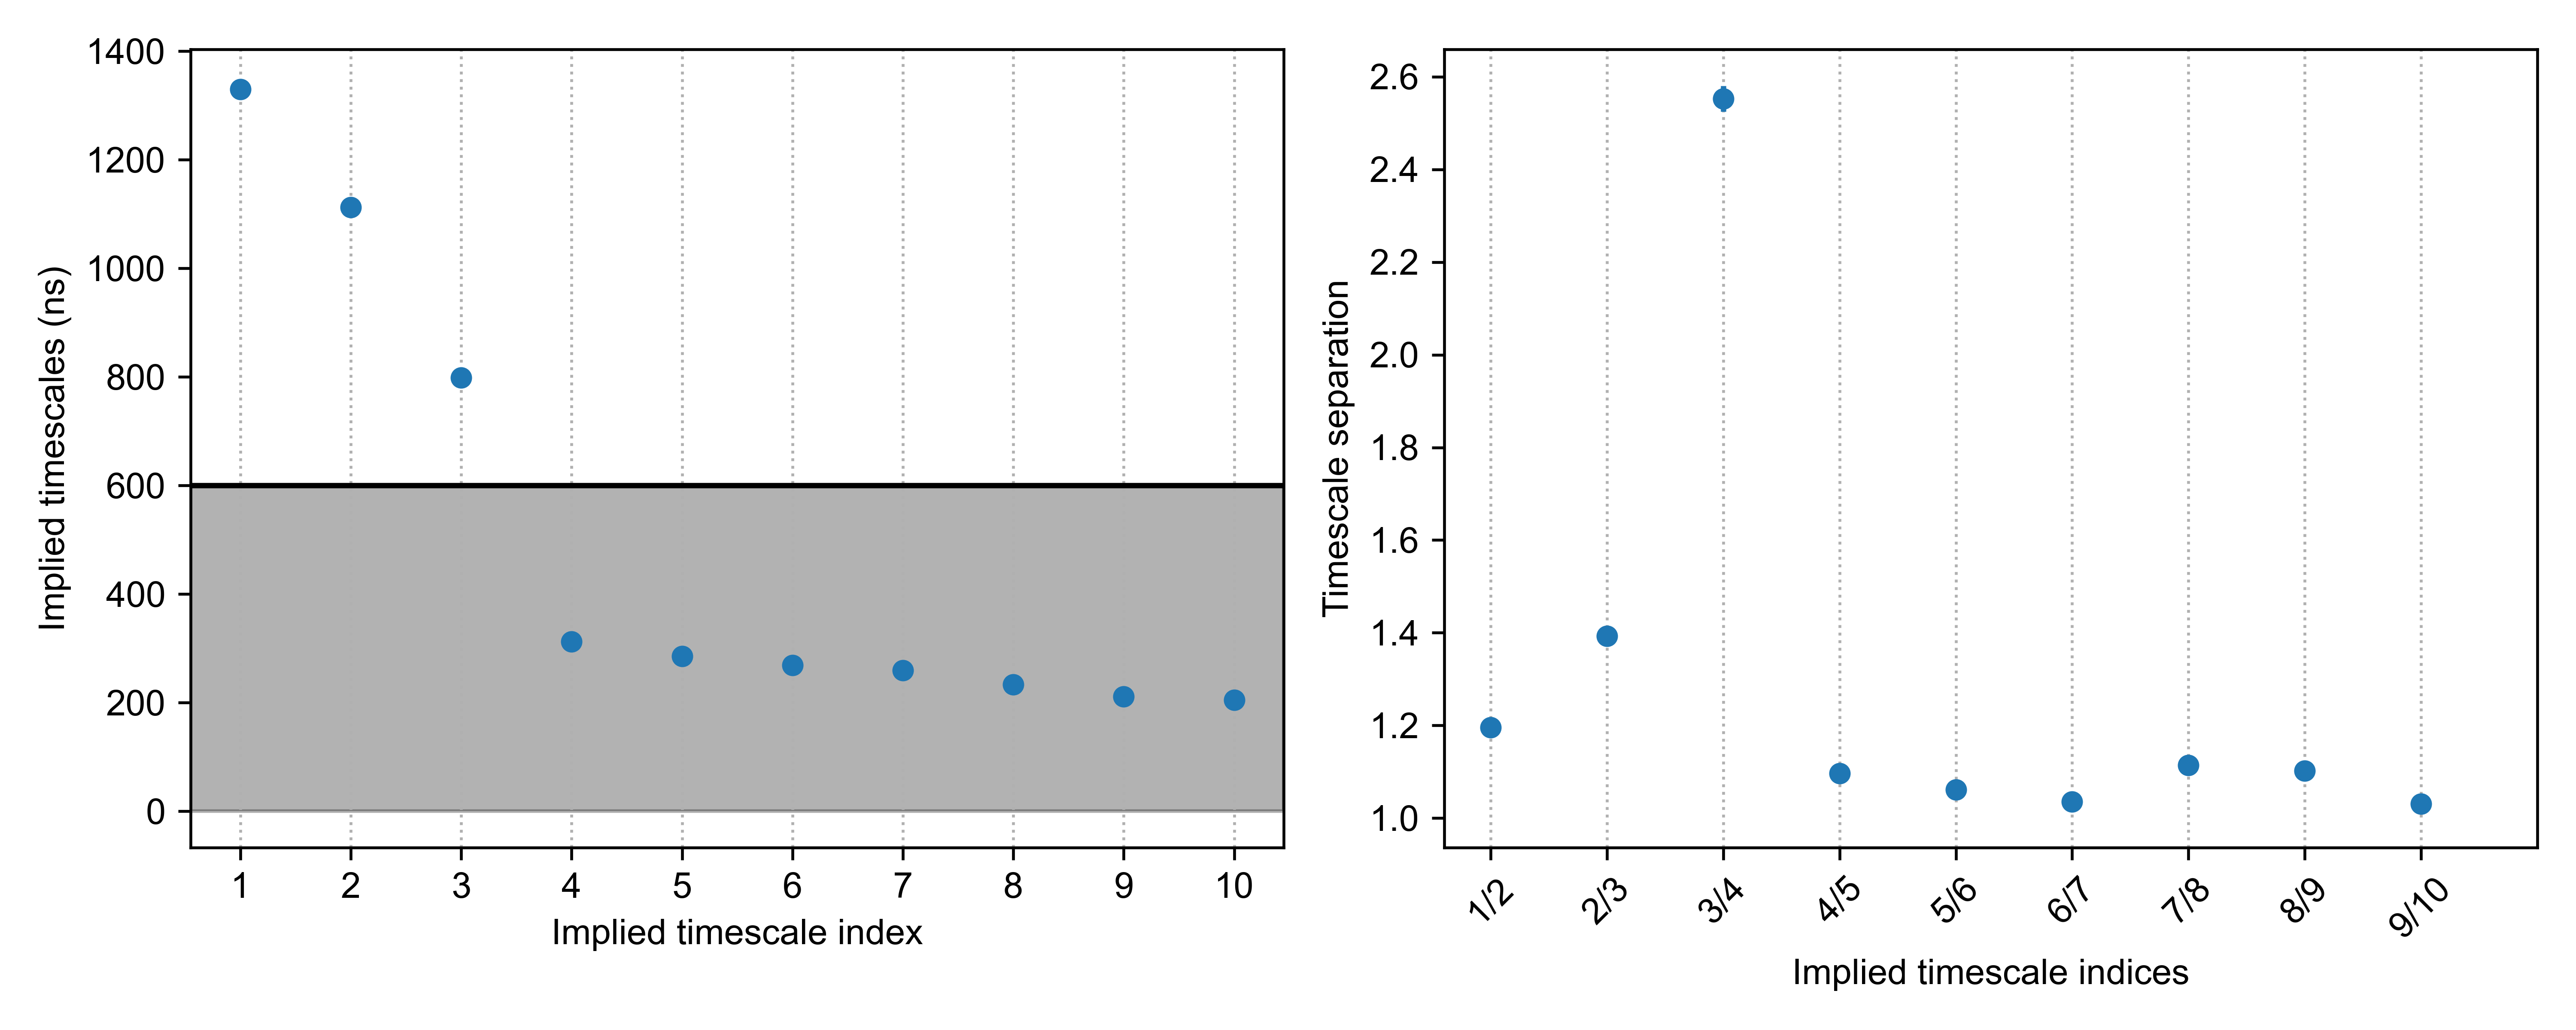 Implied timescales (ns)
1400
1200
1000
800
600
400
200
0
1 2 3 4 5 6 7 8 9 10
Implied timescale index
Timescale separation
2.6
2.4
2.2
2.0
1.8
1.6
1.4
1.2
1.0
1/2 2/3 3/4 4/5 5/6 6/7 7/8 8/9 9/10
Implied timescale indices